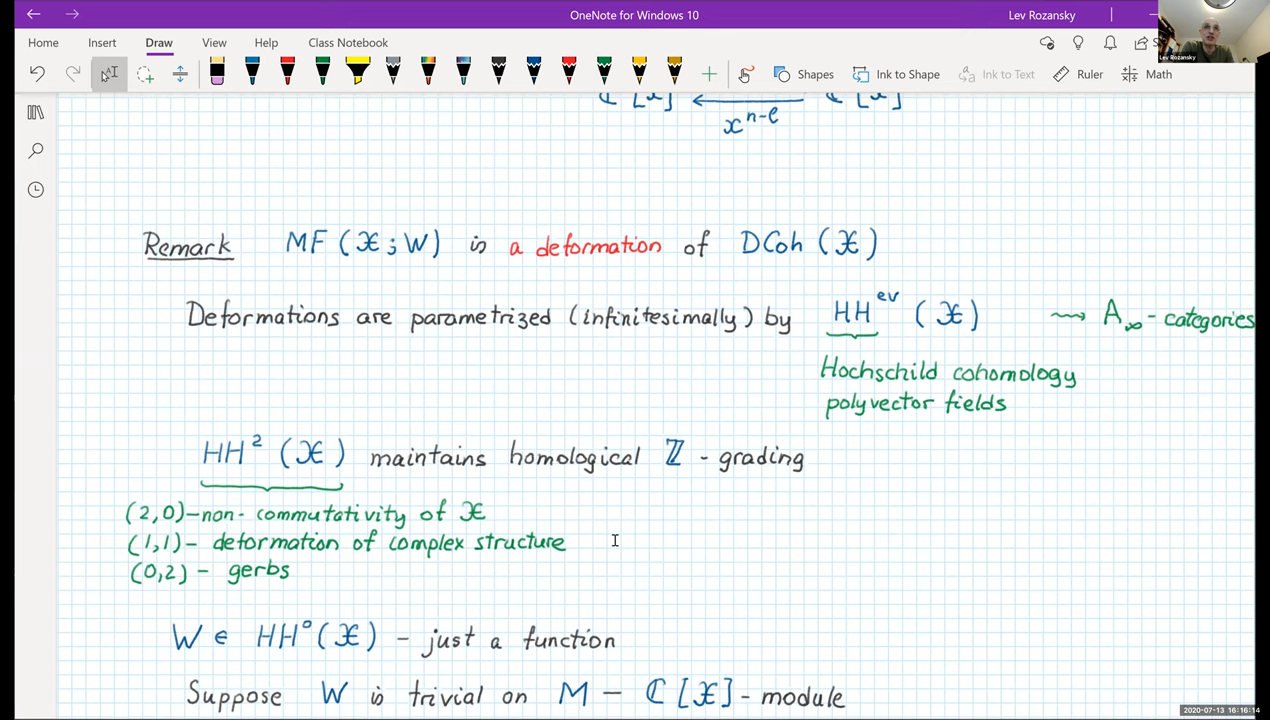 OneNote for Windows 10
Lev Rozansky
Home Insert Draw View Help Class Notebook
Shapes Ink to Shape Ink to Text Ruler Math
Lev Rozansky
ℂ [x] ← ℂ [x]
x^{n-ℓ}
Remark MF (𝒳 ; W) is a deformation of DCoh (𝒳)
Deformations are parametrized (infinitesimally) by HH^{ev} (𝒳) ⇝ A_∞ - categories
Hochschild cohomology
polyvector fields
HH² (𝒳) maintains homological ℤ - grading
(2,0)-non-commutativity of 𝒳
(1,1)- deformation of complex structure
(0,2) - gerbs
W ∈ HH⁰(𝒳) - just a function
Suppose W is trivial on M - ℂ[𝒳]-module
2020-07-13 16:16:14